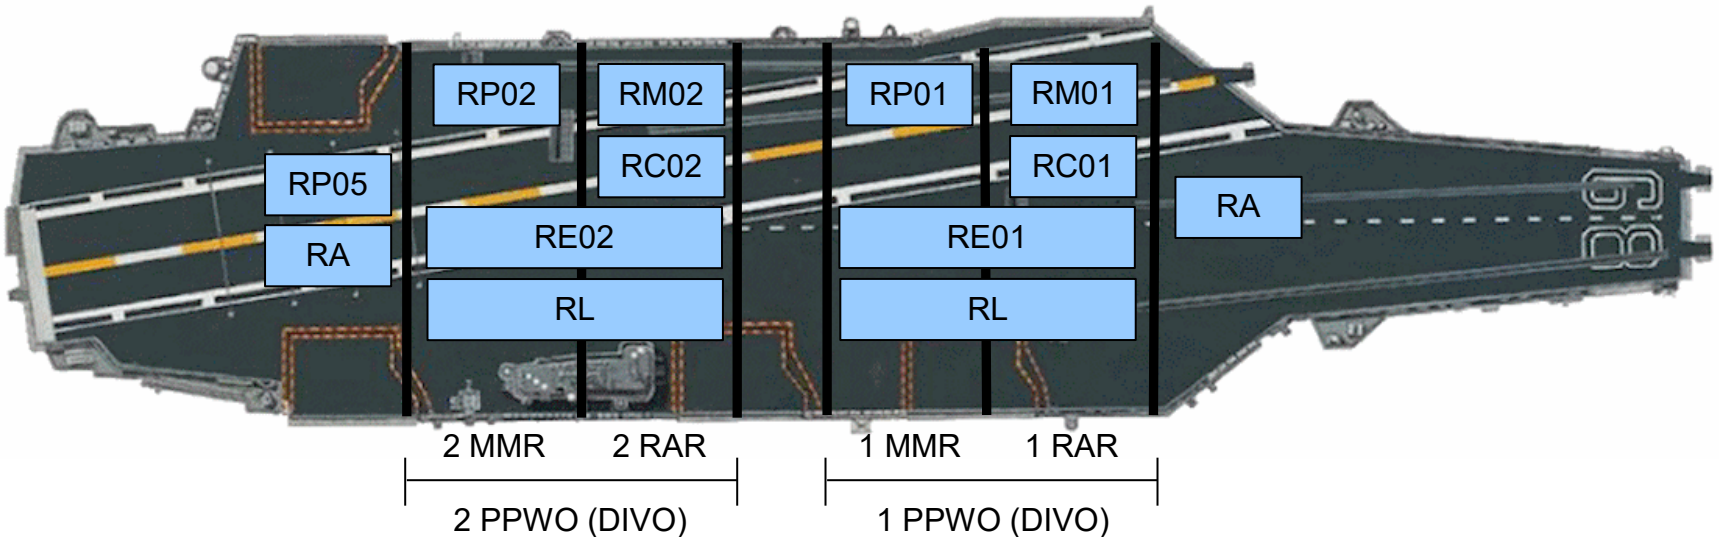 RP02
RM02
RP01
RM01
RC02
RC01
RP05
RA
RE02
RE01
RA
RL
RL
68
2 MMR
2 RAR
1 MMR
1 RAR
2 PPWO (DIVO)
1 PPWO (DIVO)